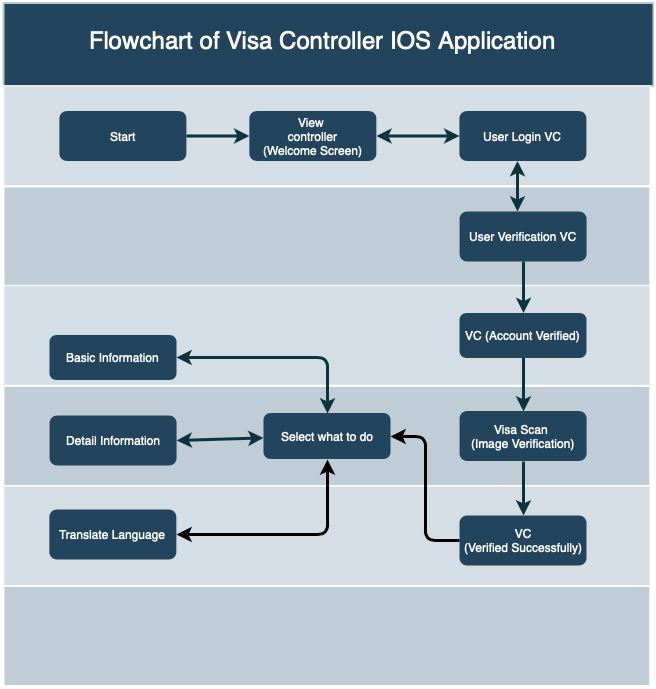 Flowchart of Visa Controller IOS Application
Start
View
controller
(Welcome Screen)
User Login VC
User Verification VC
VC (Account Verified)
Basic Information
Detail Information
Select what to do
Visa Scan
(Image Verification)
Translate Language
VC
(Verified Successfully)